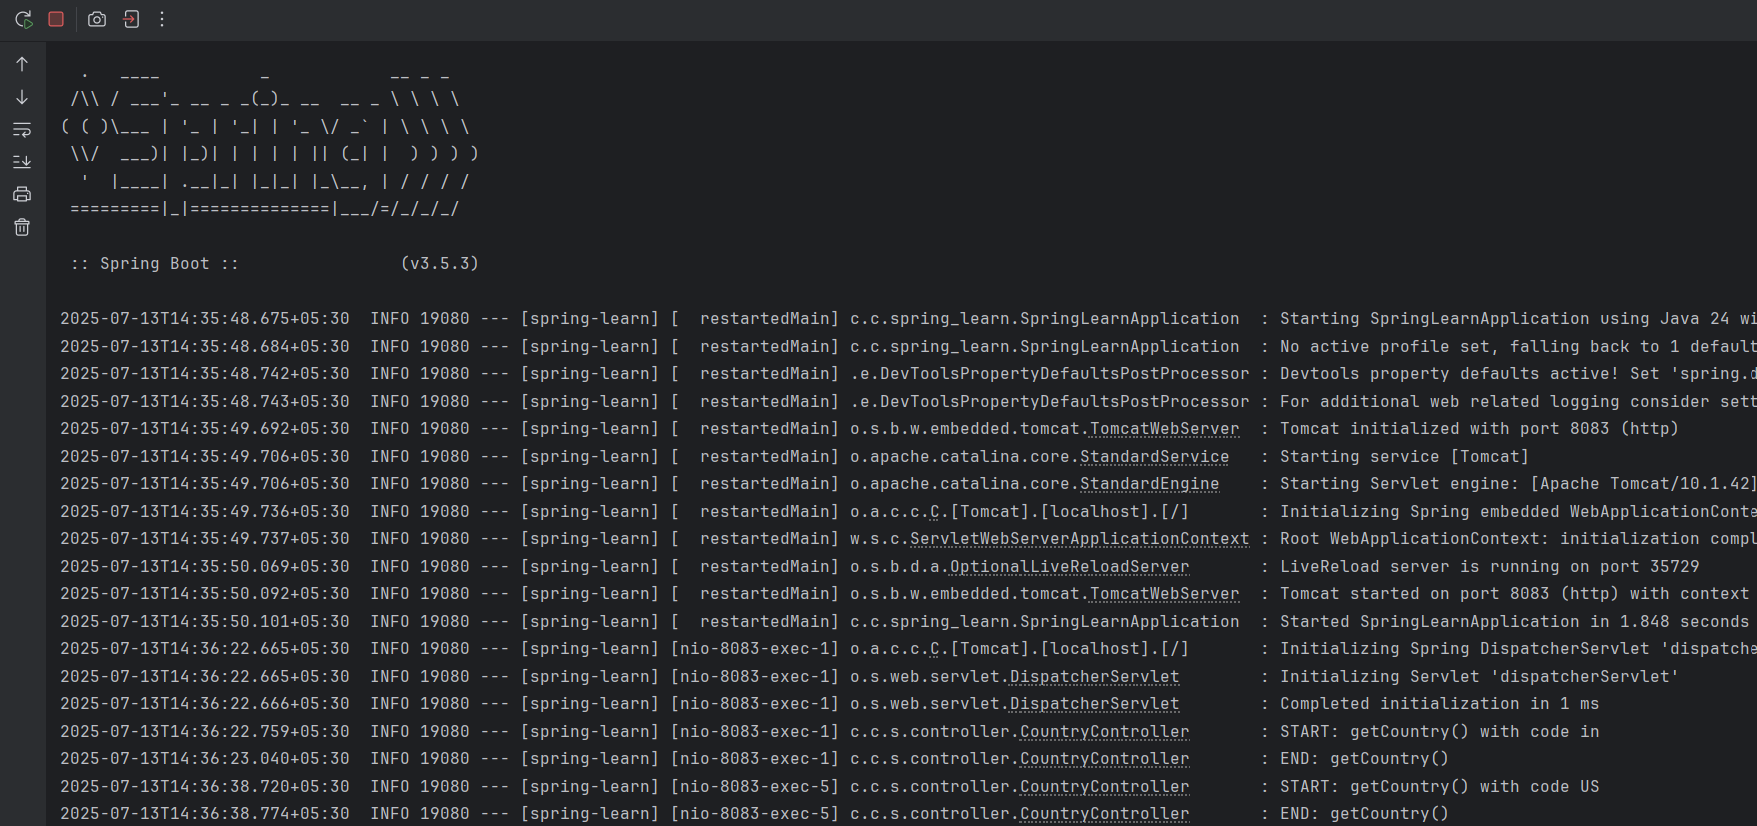 .   ____          _            __ _ _
 /\\ / ___'_ __ _ _(_)_ __  __ _ \ \ \ \
( ( )\___ | '_ | '_| | '_ \/ _` | \ \ \ \
 \\/  ___)| |_)| | | | | || (_| |  ) ) ) )
  '  |____| .__|_| |_|_| |_\__, | / / / /
 =========|_|==============|___/=/_/_/_/

 :: Spring Boot ::                (v3.5.3)

2025-07-13T14:35:48.675+05:30  INFO 19080 --- [spring-learn] [  restartedMain] c.c.spring_learn.SpringLearnApplication  : Starting SpringLearnApplication using Java 24 wi
2025-07-13T14:35:48.684+05:30  INFO 19080 --- [spring-learn] [  restartedMain] c.c.spring_learn.SpringLearnApplication  : No active profile set, falling back to 1 default
2025-07-13T14:35:48.742+05:30  INFO 19080 --- [spring-learn] [  restartedMain] .e.DevToolsPropertyDefaultsPostProcessor : Devtools property defaults active! Set 'spring.d
2025-07-13T14:35:48.743+05:30  INFO 19080 --- [spring-learn] [  restartedMain] .e.DevToolsPropertyDefaultsPostProcessor : For additional web related logging consider sett
2025-07-13T14:35:49.692+05:30  INFO 19080 --- [spring-learn] [  restartedMain] o.s.b.w.embedded.tomcat.TomcatWebServer  : Tomcat initialized with port 8083 (http)
2025-07-13T14:35:49.706+05:30  INFO 19080 --- [spring-learn] [  restartedMain] o.apache.catalina.core.StandardService   : Starting service [Tomcat]
2025-07-13T14:35:49.706+05:30  INFO 19080 --- [spring-learn] [  restartedMain] o.apache.catalina.core.StandardEngine    : Starting Servlet engine: [Apache Tomcat/10.1.42]
2025-07-13T14:35:49.736+05:30  INFO 19080 --- [spring-learn] [  restartedMain] o.a.c.c.C.[Tomcat].[localhost].[/]       : Initializing Spring embedded WebApplicationConte
2025-07-13T14:35:49.737+05:30  INFO 19080 --- [spring-learn] [  restartedMain] w.s.c.ServletWebServerApplicationContext : Root WebApplicationContext: initialization compl
2025-07-13T14:35:50.069+05:30  INFO 19080 --- [spring-learn] [  restartedMain] o.s.b.d.a.OptionalLiveReloadServer       : LiveReload server is running on port 35729
2025-07-13T14:35:50.092+05:30  INFO 19080 --- [spring-learn] [  restartedMain] o.s.b.w.embedded.tomcat.TomcatWebServer  : Tomcat started on port 8083 (http) with context
2025-07-13T14:35:50.101+05:30  INFO 19080 --- [spring-learn] [  restartedMain] c.c.spring_learn.SpringLearnApplication  : Started SpringLearnApplication in 1.848 seconds
2025-07-13T14:36:22.665+05:30  INFO 19080 --- [spring-learn] [nio-8083-exec-1] o.a.c.c.C.[Tomcat].[localhost].[/]       : Initializing Spring DispatcherServlet 'dispatche
2025-07-13T14:36:22.665+05:30  INFO 19080 --- [spring-learn] [nio-8083-exec-1] o.s.web.servlet.DispatcherServlet        : Initializing Servlet 'dispatcherServlet'
2025-07-13T14:36:22.666+05:30  INFO 19080 --- [spring-learn] [nio-8083-exec-1] o.s.web.servlet.DispatcherServlet        : Completed initialization in 1 ms
2025-07-13T14:36:22.759+05:30  INFO 19080 --- [spring-learn] [nio-8083-exec-1] c.c.s.controller.CountryController       : START: getCountry() with code in
2025-07-13T14:36:23.040+05:30  INFO 19080 --- [spring-learn] [nio-8083-exec-1] c.c.s.controller.CountryController       : END: getCountry()
2025-07-13T14:36:38.720+05:30  INFO 19080 --- [spring-learn] [nio-8083-exec-5] c.c.s.controller.CountryController       : START: getCountry() with code US
2025-07-13T14:36:38.774+05:30  INFO 19080 --- [spring-learn] [nio-8083-exec-5] c.c.s.controller.CountryController       : END: getCountry()